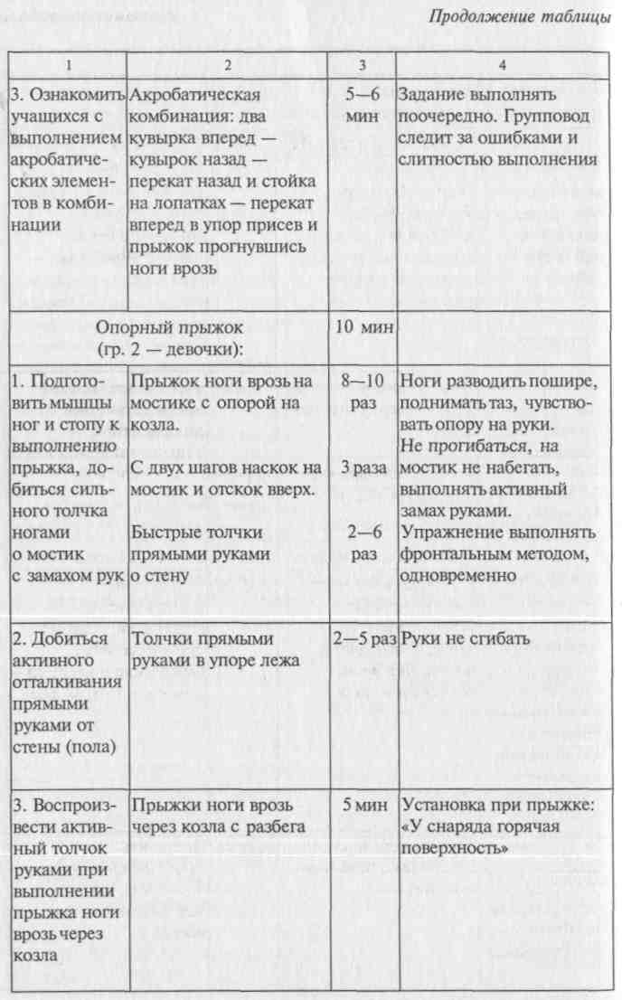 Продолжение таблицы
1
2
3
4
3. Ознакомить
учащихся с
выполнением
акробатиче-
ских элемен-
тов в комби-
нации
Акробатическая
комбинация: два
кувырка вперед —
кувырок назад —
перекат назад и стойка
на лопатках — перекат
вперед в упор присев и
прыжок прогнувшись
ноги врозь
5—6
мин
Задание выполнять
поочередно. Групповод
следит за ошибками и
слитностью выполнения
Опорный прыжок
(гр. 2 — девочки):
10 мин
1. Подгото-
вить мышцы
ног и стопу к
выполнению
прыжка, до-
биться силь-
ного толчка
ногами
о мостик
с замахом рук
Прыжок ноги врозь на
мостике с опорой на
козла.
С двух шагов наскок на
мостик и отскок вверх.
Быстрые толчки
прямыми руками
о стену
8—10
раз
3 раза
2—6
раз
Ноги разводить пошире,
поднимать таз, чувство-
вать опору на руки.
Не прогибаться, на
мостик не набегать,
выполнять активный
замах руками.
Упражнение выполнять
фронтальным методом,
одновременно
2. Добиться
активного
отталкивания
прямыми
руками от
стены (пола)
Толчки прямыми
руками в упоре лежа
2—5 раз
Руки не сгибать
3. Воспроиз-
вести актив-
ный толчок
руками при
выполнении
прыжка ноги
врозь через
козла
Прыжки ноги врозь
через козла с разбега
5 мин
Установка при прыжке:
«У снаряда горячая
поверхность»